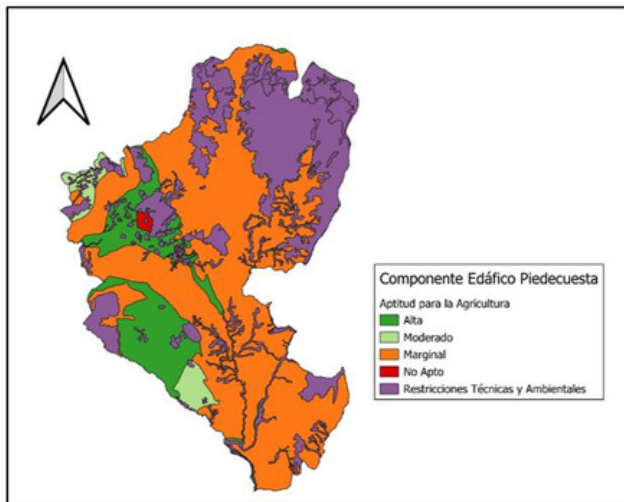 Componente Edáfico Piedecuesta
Aptitud para la Agricultura
Alta
Moderado
Marginal
No Apto
Restricciones Técnicas y Ambientales